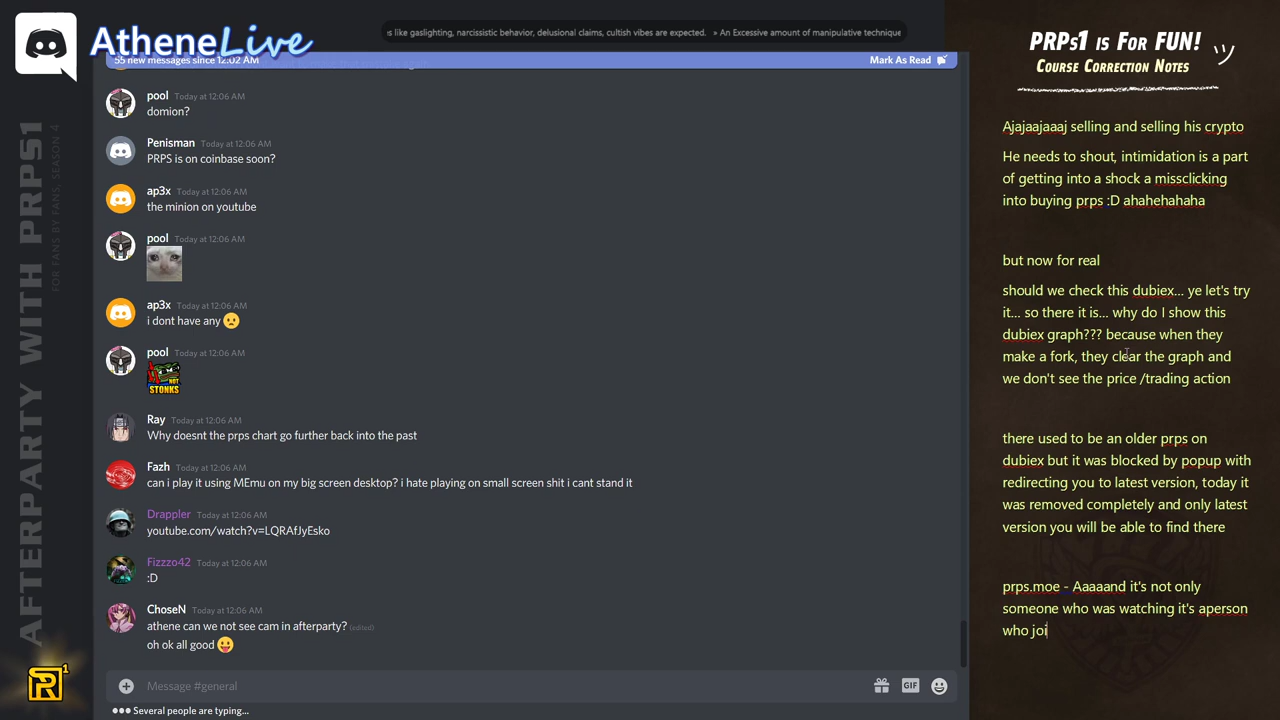 AtheneLive
s like gaslighting, narcissistic behavior, delusional claims, cultish vibes are expected. » An Excessive amount of manipulative technique
55 new messages since 12:02 AM
Mark As Read
pool Today at 12:06 AM
domion?
Penisman Today at 12:06 AM
PRPS is on coinbase soon?
ap3x Today at 12:06 AM
the minion on youtube
pool Today at 12:06 AM
ap3x Today at 12:06 AM
i dont have any
pool Today at 12:06 AM
NOT
STONKS
Ray Today at 12:06 AM
Why doesnt the prps chart go further back into the past
Fazh Today at 12:06 AM
can i play it using MEmu on my big screen desktop? i hate playing on small screen shit i cant stand it
Drappler Today at 12:06 AM
youtube.com/watch?v=LQRAfJyEsko
Fizzzo42 Today at 12:06 AM
:D
ChoseN Today at 12:06 AM
athene can we not see cam in afterparty? (edited)
oh ok all good
Message #general
GIF
Several people are typing...
AFTERPARTY WITH PRPS1
FOR FANS BY FANS, SEASON 4
R1
PRPs1 is For FUN!
Course Correction Notes
ツ
Ajajaajaaaj selling and selling his crypto
He needs to shout, intimidation is a part
of getting into a shock a missclicking
into buying prps :D ahahehahaha
but now for real
should we check this dubiex... ye let's try
it... so there it is... why do I show this
dubiex graph??? because when they
make a fork, they clear the graph and
we don't see the price /trading action
there used to be an older prps on
dubiex but it was blocked by popup with
redirecting you to latest version, today it
was removed completely and only latest
version you will be able to find there
prps.moe - Aaaaand it's not only
someone who was watching it's aperson
who joi